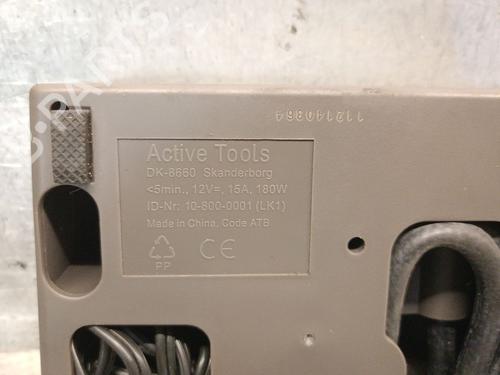 Active Tools
DK-8660 Skanderborg
<5min., 12V=, 15A, 180W
ID-Nr: 10-800-0001 (LK1)
Made in China, Code ATB
PP
CE
112140864
B-PARTS